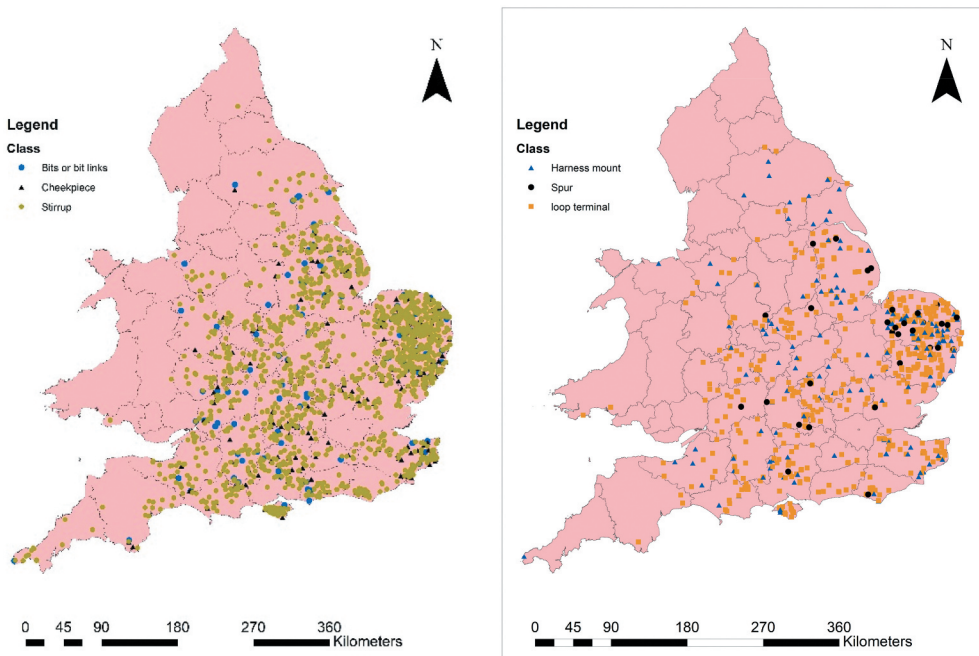 N
Legend
Class
Bits or bit links
Cheekpiece
Stirrup
0 45 90 180 270 360
Kilometers
N
Legend
Class
Harness mount
Spur
loop terminal
0 45 90 180 270 360
Kilometers